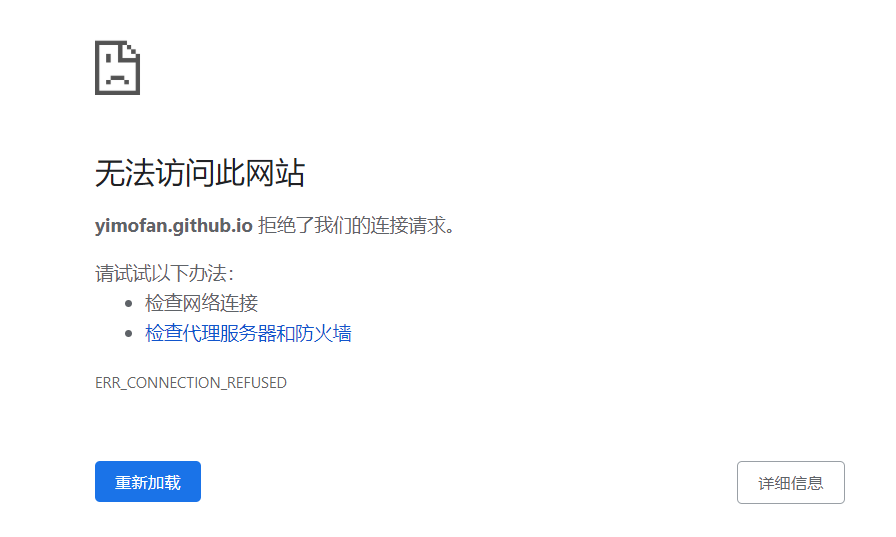 无法访问此网站
yimofan.github.io 拒绝了我们的连接请求。
请试试以下办法：
检查网络连接
检查代理服务器和防火墙
ERR_CONNECTION_REFUSED
重新加载
详细信息